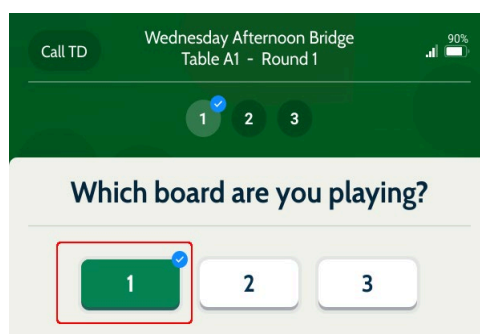 Call TD
Wednesday Afternoon Bridge
Table A1 - Round 1
90%
1 2 3
Which board are you playing?
1 2 3